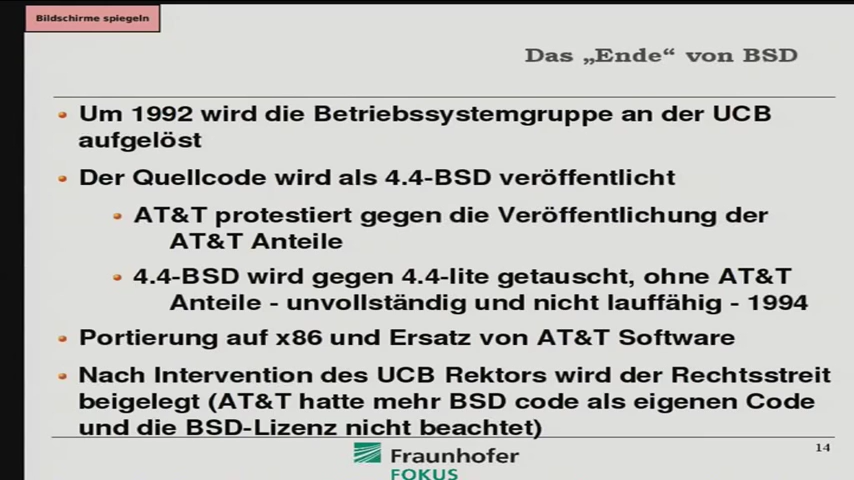 Bildschirme spiegeln
Das „Ende“ von BSD
Um 1992 wird die Betriebssystemgruppe an der UCB
aufgelöst
Der Quellcode wird als 4.4-BSD veröffentlicht
AT&T protestiert gegen die Veröffentlichung der
AT&T Anteile
4.4-BSD wird gegen 4.4-lite getauscht, ohne AT&T
Anteile - unvollständig und nicht lauffähig - 1994
Portierung auf x86 und Ersatz von AT&T Software
Nach Intervention des UCB Rektors wird der Rechtsstreit
beigelegt (AT&T hatte mehr BSD code als eigenen Code
und die BSD-Lizenz nicht beachtet)
14
Fraunhofer
FOKUS